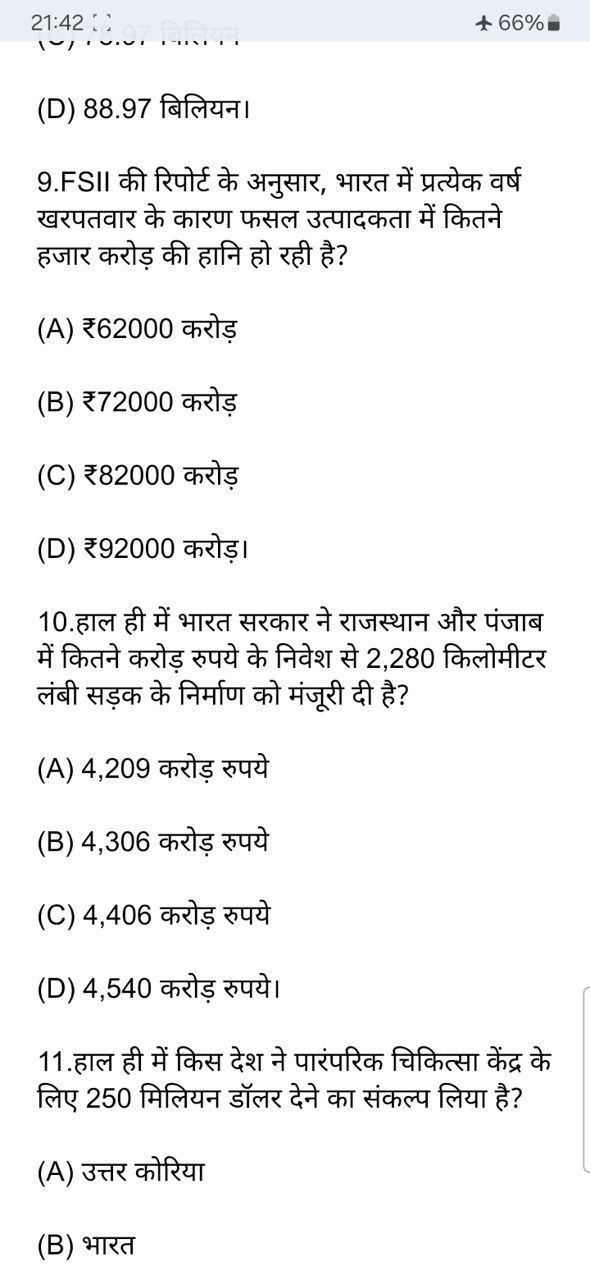 21:42
66%
(D) 88.97 बिलियन।
9.FSII की रिपोर्ट के अनुसार, भारत में प्रत्येक वर्ष
खरपतवार के कारण फसल उत्पादकता में कितने
हजार करोड़ की हानि हो रही है?
(A) ₹62000 करोड़
(B) ₹72000 करोड़
(C) ₹82000 करोड़
(D) ₹92000 करोड़।
10.हाल ही में भारत सरकार ने राजस्थान और पंजाब
में कितने करोड़ रुपये के निवेश से 2,280 किलोमीटर
लंबी सड़क के निर्माण को मंजूरी दी है?
(A) 4,209 करोड़ रुपये
(B) 4,306 करोड़ रुपये
(C) 4,406 करोड़ रुपये
(D) 4,540 करोड़ रुपये।
11.हाल ही में किस देश ने पारंपरिक चिकित्सा केंद्र के
लिए 250 मिलियन डॉलर देने का संकल्प लिया है?
(A) उत्तर कोरिया
(B) भारत